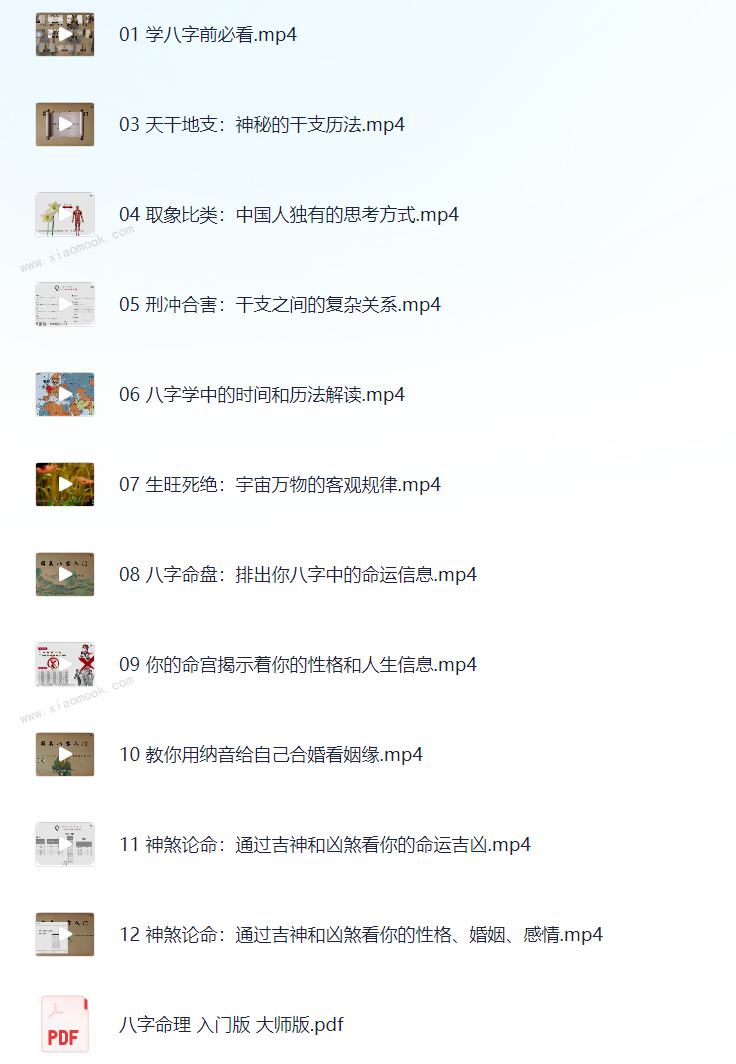 01 学八字前必看.mp4
03 天干地支：神秘的干支历法.mp4
04 取象比类：中国人独有的思考方式.mp4
www.xiaomook.com
05 刑冲合害：干支之间的复杂关系.mp4
06 八字学中的时间和历法解读.mp4
07 生旺死绝：宇宙万物的客观规律.mp4
08 八字命盘：排出你八字中的命运信息.mp4
09 你的命宫揭示着你的性格和人生信息.mp4
www.xiaomook.com
10 教你用纳音给自己合婚看姻缘.mp4
11 神煞论命：通过吉神和凶煞看你的命运吉凶.mp4
12 神煞论命：通过吉神和凶煞看你的性格、婚姻、感情.mp4
PDF
八字命理 入门版 大师版.pdf